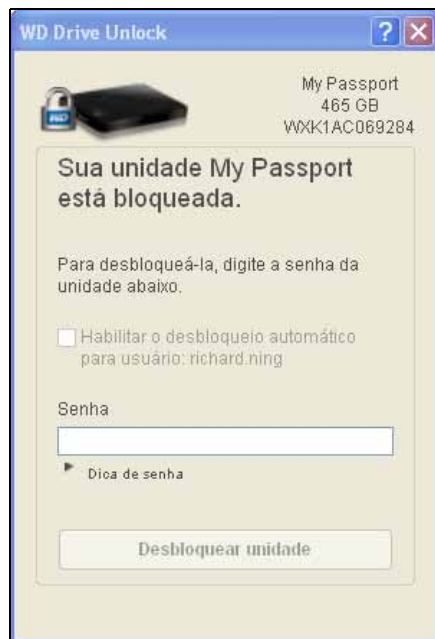 WD Drive Unlock
?
My Passport
465 GB
WXK1AC069284
WD
Sua unidade My Passport
está bloqueada.
Para desbloqueá-la, digite a senha da
unidade abaixo.
Habilitar o desbloqueio automático
para usuário: richard.ning
Senha
Dica de senha
Desbloquear unidade